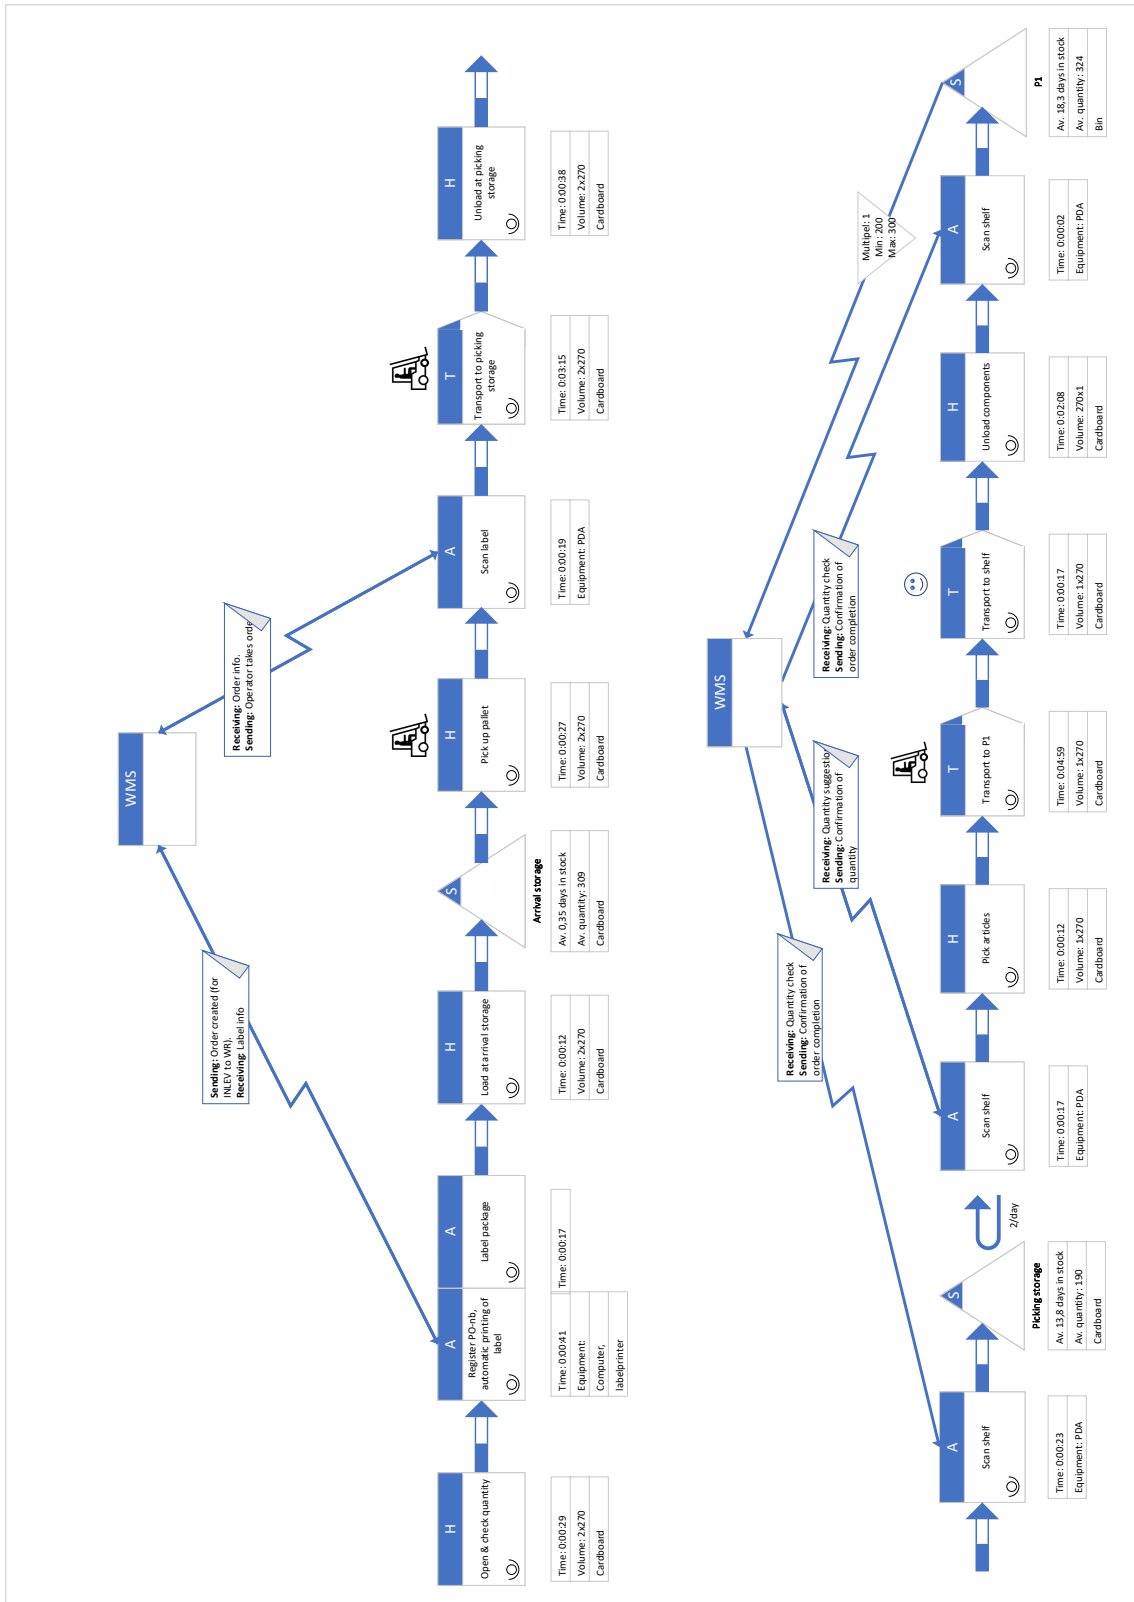 WMS
Sending: Order created (for
INLEV to WR).
Receiving: Label info
Receiving: Order info.
Sending: Operator takes orde
H
Open & check quantity
Time: 0:00:29
Volume: 2x270
Cardboard
A
Register PO-nb,
automatic printing of
label
Time: 0:00:41
Equipment:
Computer,
labelprinter
A
Label package
Time: 0:00:17
H
Load at arrival storage
Time: 0:00:12
Volume: 2x270
Cardboard
S
Arrival storage
Av. 0,35 days in stock
Av. quantity: 309
Cardboard
H
Pick up pallet
Time: 0:00:27
Volume: 2x270
Cardboard
A
Scan label
Time: 0:00:19
Equipment: PDA
T
Transport to picking
storage
Time: 0:03:15
Volume: 2x270
Cardboard
H
Unload at picking
storage
Time: 0:00:38
Volume: 2x270
Cardboard
WMS
Receiving: Quantity check
Sending: Confirmation of
order completion
Receiving: Quantity suggestion
Sending: Confirmation of
quantity
Receiving: Quantity check
Sending: Confirmation of
order completion
Multipel: 1
Min: 200
Max: 300
A
Scan shelf
Time: 0:00:23
Equipment: PDA
S
Picking storage
Av. 13,8 days in stock
Av. quantity: 190
Cardboard
2/day
A
Scan shelf
Time: 0:00:17
Equipment: PDA
H
Pick articles
Time: 0:00:12
Volume: 1x270
Cardboard
T
Transport to P1
Time: 0:04:59
Volume: 1x270
Cardboard
T
Transport to shelf
Time: 0:00:17
Volume: 1x270
Cardboard
H
Unload components
Time: 0:02:08
Volume: 270x1
Cardboard
A
Scan shelf
Time: 0:00:02
Equipment: PDA
S
P1
Av. 18,3 days in stock
Av. quantity: 324
Bin